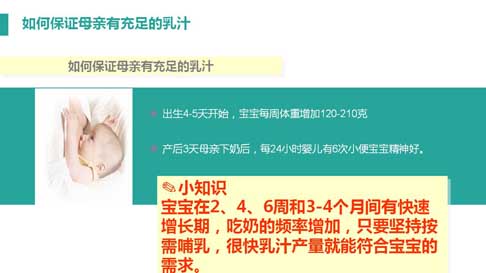 如何保证母亲有充足的乳汁
如何保证母亲有充足的乳汁
出生4-5天开始，宝宝每周体重增加120-210克
产后3天母亲下奶后，每24小时婴儿有6次小便宝宝精神好。
✎小知识
宝宝在2、4、6周和3-4个月间有快速
增长期，吃奶的频率增加，只要坚持按
需哺乳，很快乳汁产量就能符合宝宝的
需求。